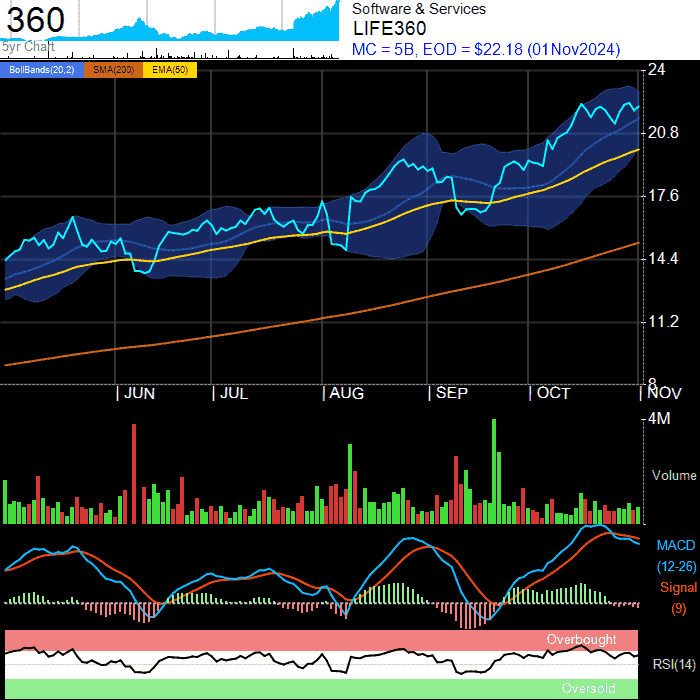 360
5yr Chart
Software & Services
LIFE360
MC = 5B, EOD = $22.18 (01Nov2024)
BollBands(20,2) SMA(200) EMA(50)
24
20.8
17.6
14.4
11.2
8
JUN JUL AUG SEP OCT NOV
4M
Volume
MACD
(12-26)
Signal
(9)
Overbought
RSI(14)
Oversold